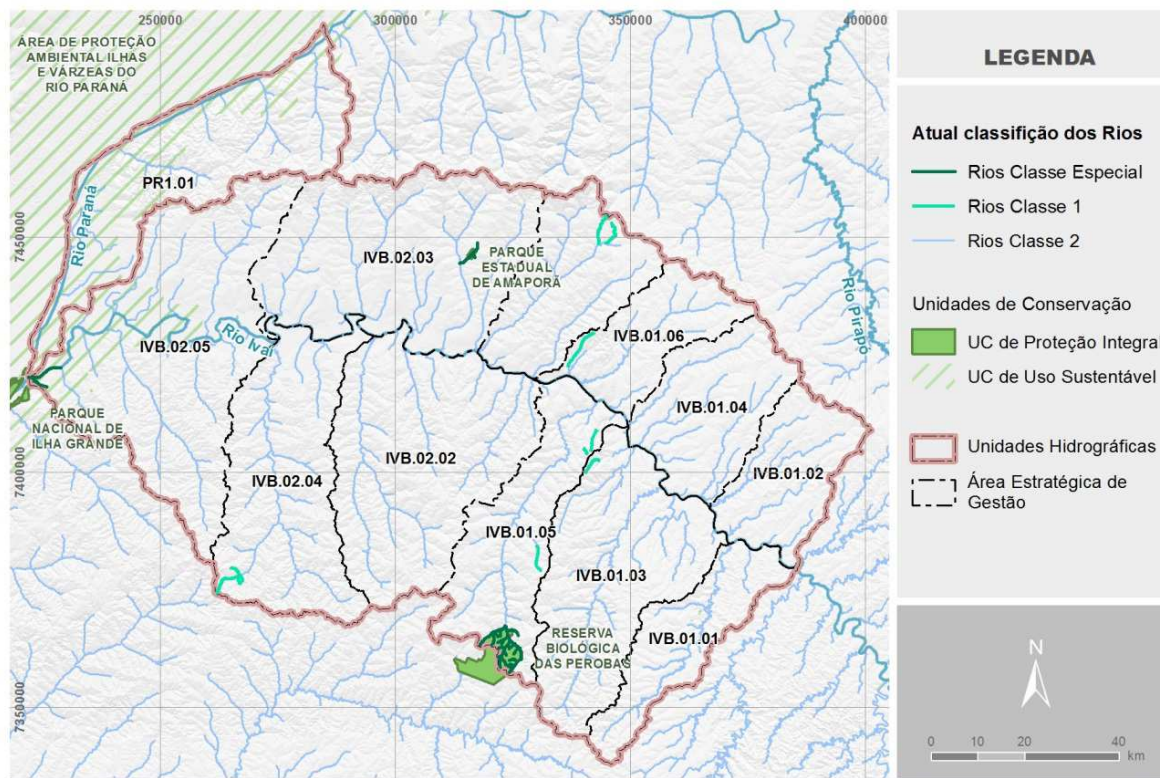 250000
300000
350000
400000
ÁREA DE PROTEÇÃO
AMBIENTAL ILHAS
E VÁRZEAS DO
RIO PARANÁ
PR1.01
Rio Paraná
7450000
IVB.02.03
PARQUE
ESTADUAL
DE AMAPORÃ
Rio Pirapó
IVB.02.05
Rio Ivaí
IVB.01.06
PARQUE
NACIONAL DE
ILHA GRANDE
IVB.01.04
IVB.02.02
IVB.02.04
IVB.01.02
7400000
IVB.01.05
IVB.01.03
IVB.01.01
RESERVA
BIOLÓGICA
DAS PEROBAS
7350000
LEGENDA
Atual classifição dos Rios
Rios Classe Especial
Rios Classe 1
Rios Classe 2
Unidades de Conservação
UC de Proteção Integral
UC de Uso Sustentável
Unidades Hidrográficas
Área Estratégica de
Gestão
N
0 10 20 40
km